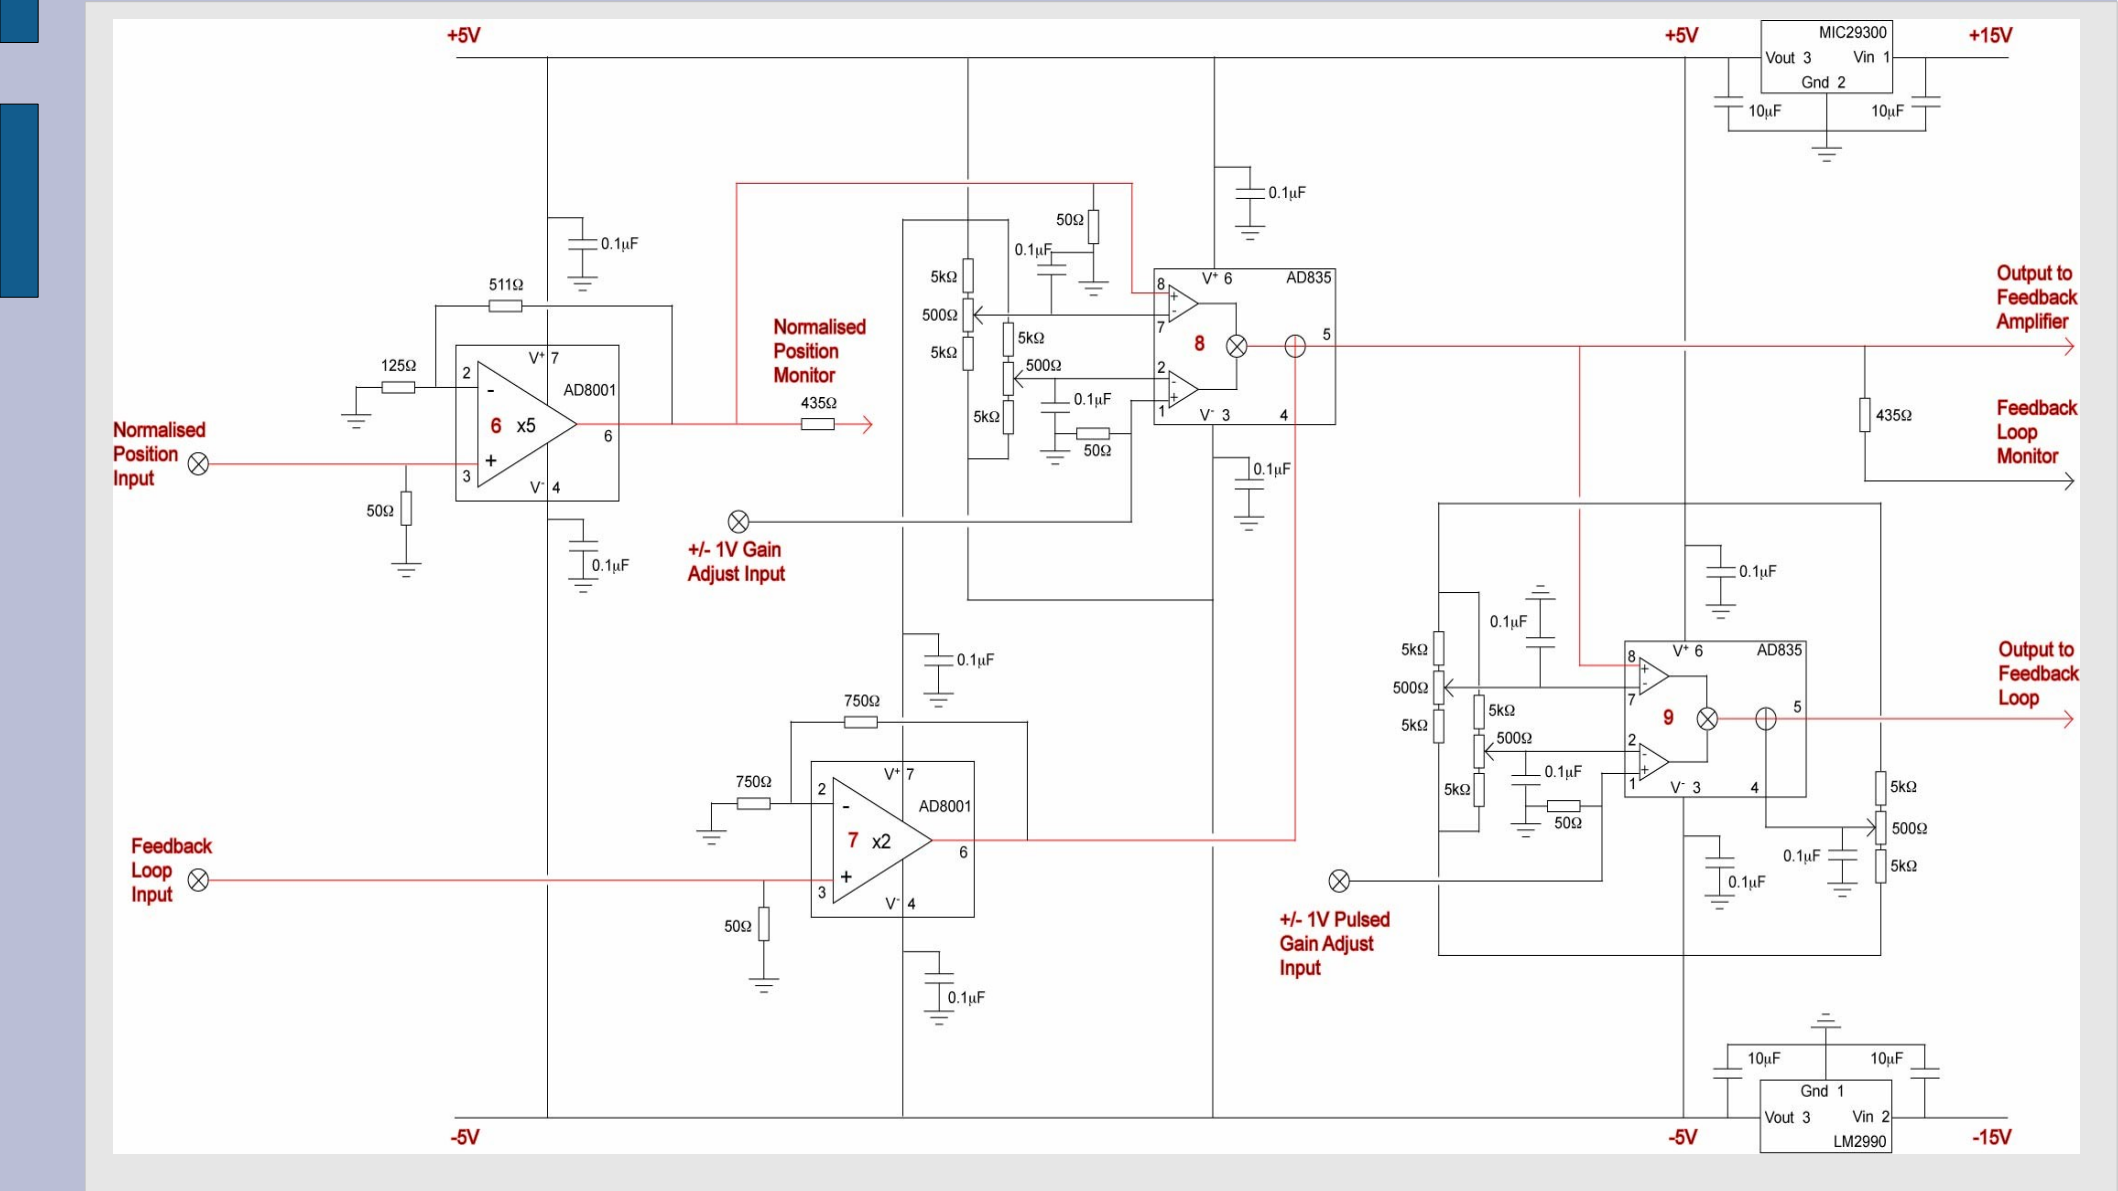 +5V
+5V
MIC29300
+15V
Vout 3
Vin 1
Gnd 2
10µF
10µF
0.1µF
50Ω
0.1µF
0.1µF
511Ω
5kΩ
500Ω
5kΩ
5kΩ
500Ω
5kΩ
0.1µF
50Ω
V+ 6
AD835
8
+
-
7
8
5
2
-
+
1
V- 3
4
0.1µF
Output to
Feedback
Amplifier
125Ω
V+ 7
2
-
AD8001
6 x5
6
+
3
V- 4
Normalised
Position
Monitor
435Ω
Normalised
Position
Input
50Ω
0.1µF
435Ω
Feedback
Loop
Monitor
+/- 1V Gain
Adjust Input
0.1µF
0.1µF
0.1µF
750Ω
750Ω
V+ 7
2
-
AD8001
7 x2
6
+
3
V- 4
Feedback
Loop
Input
50Ω
0.1µF
5kΩ
500Ω
5kΩ
5kΩ
500Ω
5kΩ
0.1µF
50Ω
V+ 6
AD835
8
+
-
7
9
5
2
-
+
1
V- 3
4
Output to
Feedback
Loop
5kΩ
500Ω
5kΩ
0.1µF
0.1µF
+/- 1V Pulsed
Gain Adjust
Input
10µF
10µF
Gnd 1
Vout 3
Vin 2
LM2990
-5V
-5V
-15V